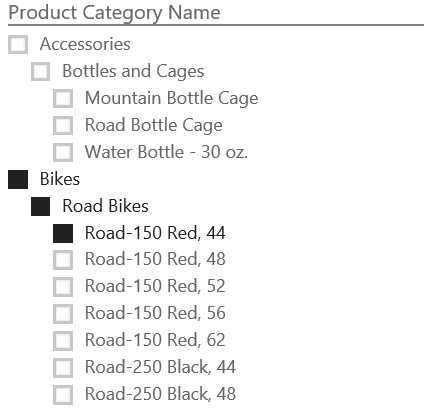 Product Category Name
Accessories
Bottles and Cages
Mountain Bottle Cage
Road Bottle Cage
Water Bottle - 30 oz.
Bikes
Road Bikes
Road-150 Red, 44
Road-150 Red, 48
Road-150 Red, 52
Road-150 Red, 56
Road-150 Red, 62
Road-250 Black, 44
Road-250 Black, 48